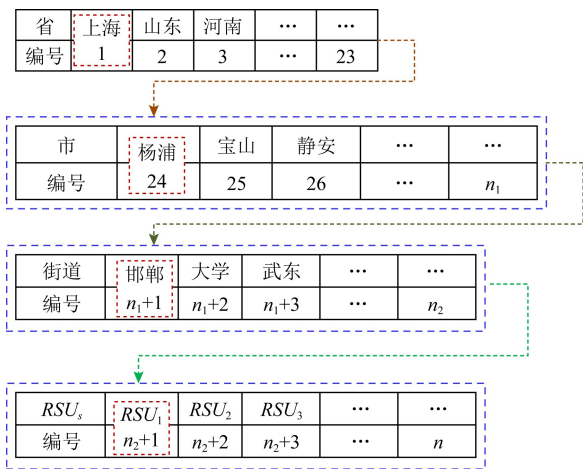 省 上海 山东 河南 … …
编号 1 2 3 … 23
市 杨浦 宝山 静安 … …
编号 24 25 26 … n₁
街道 邯郸 大学 武东 … …
编号 n₁+1 n₁+2 n₁+3 … n₂
RSUₛ RSU₁ RSU₂ RSU₃ … …
编号 n₂+1 n₂+2 n₂+3 … n